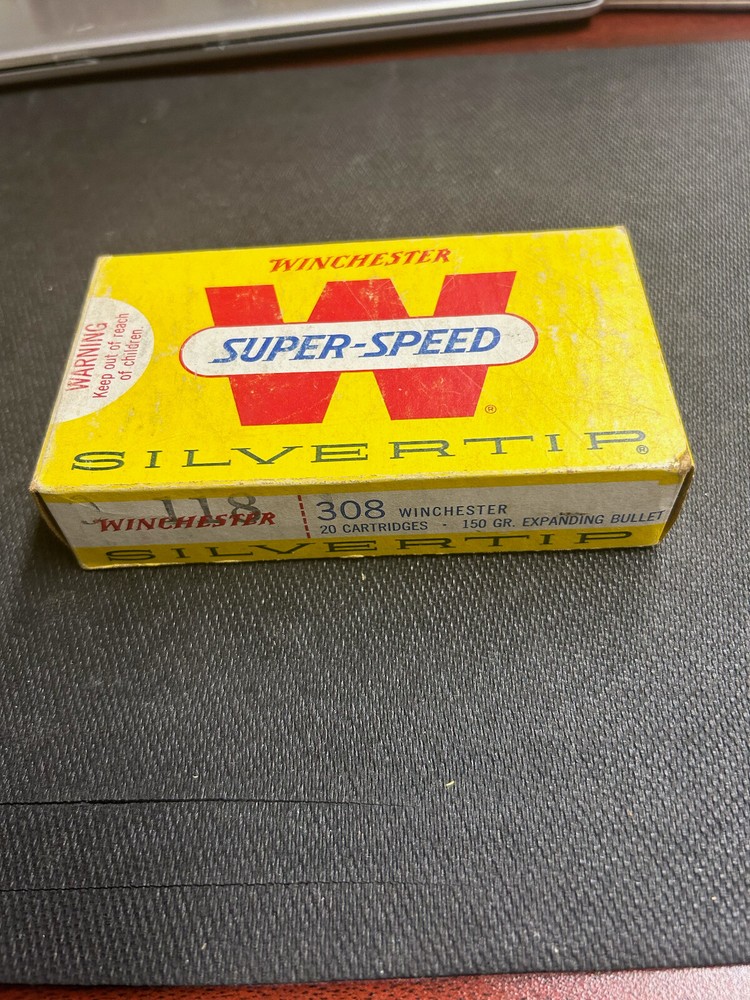 WINCHESTER
W
SUPER-SPEED
®
WARNING
Keep out of reach
of children.
SILVERTIP®
118
WINCHESTER
308 WINCHESTER
20 CARTRIDGES · 150 GR. EXPANDING BULLET
SILVERTIP